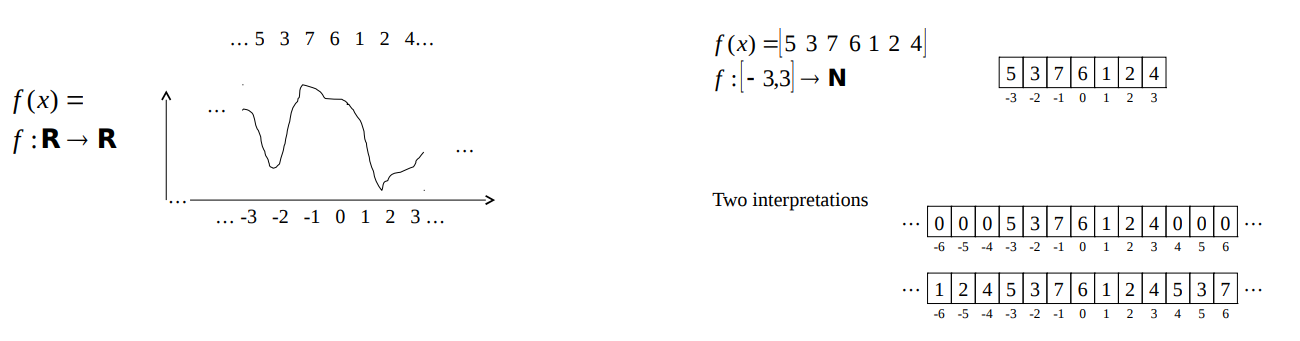 … 5 3 7 6 1 2 4…
f (x) =
f : R → R
…
…
…
… -3 -2 -1 0 1 2 3 …
f (x) =[5 3 7 6 1 2 4]
f :[- 3,3] → N
5 3 7 6 1 2 4
-3 -2 -1 0 1 2 3
Two interpretations
… 0 0 0 5 3 7 6 1 2 4 0 0 0 …
-6 -5 -4 -3 -2 -1 0 1 2 3 4 5 6
… 1 2 4 5 3 7 6 1 2 4 5 3 7 …
-6 -5 -4 -3 -2 -1 0 1 2 3 4 5 6